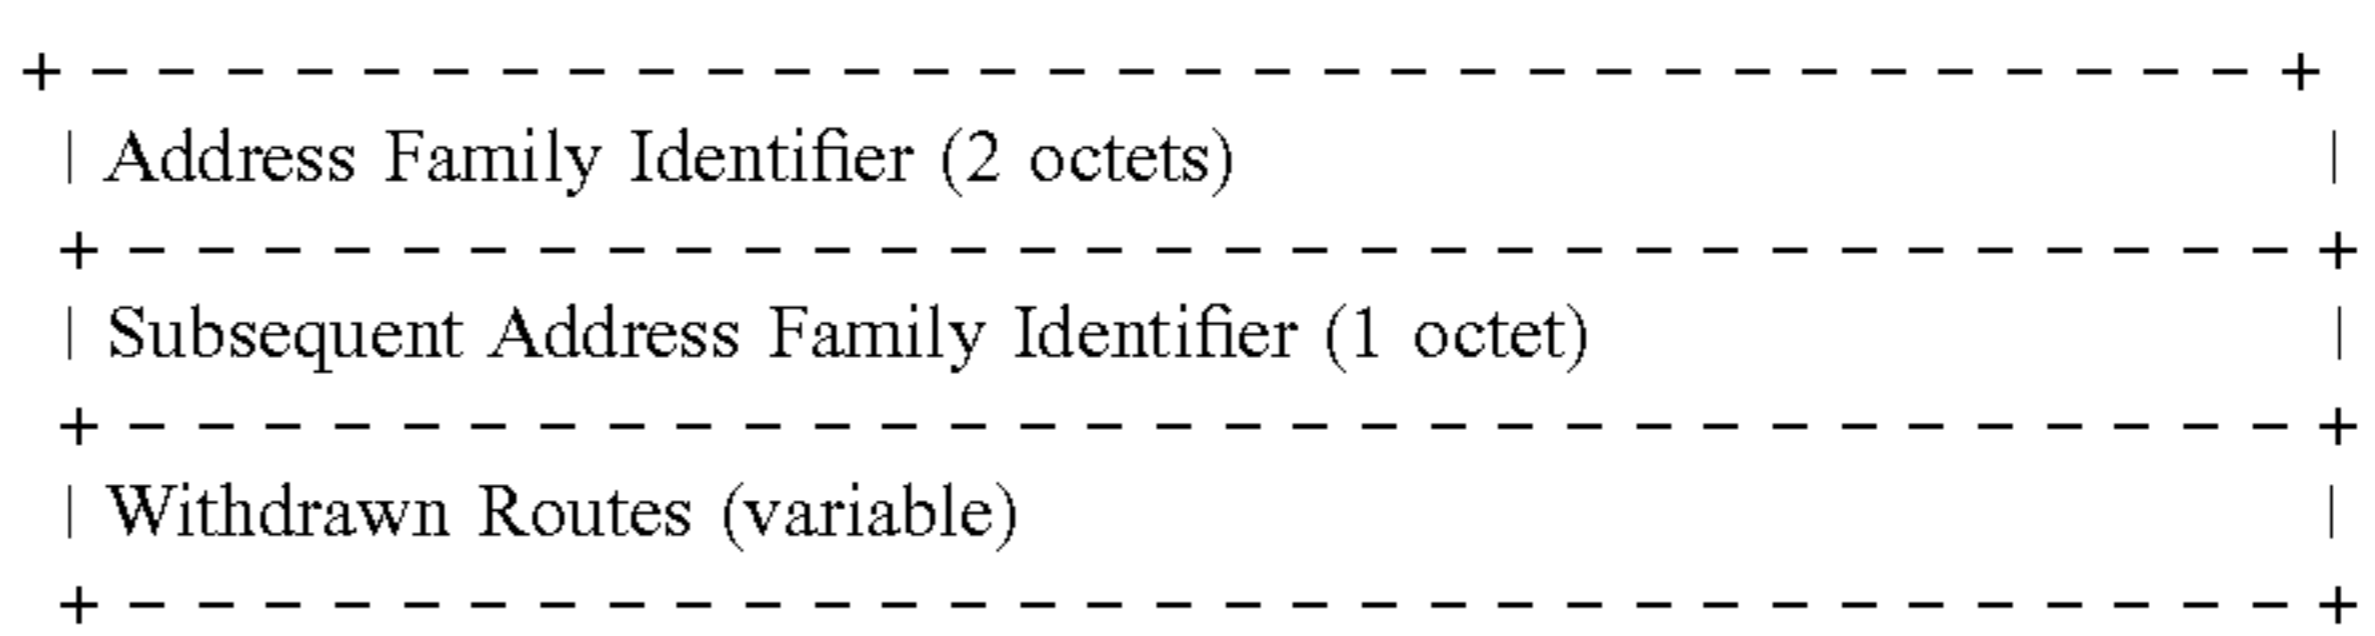 + - - - - - - - - - - - - - - - - - - - - - - - - - - - - - - - - +
| Address Family Identifier (2 octets) |
+ - - - - - - - - - - - - - - - - - - - - - - - - - - - - - - - - +
| Subsequent Address Family Identifier (1 octet) |
+ - - - - - - - - - - - - - - - - - - - - - - - - - - - - - - - - +
| Withdrawn Routes (variable) |
+ - - - - - - - - - - - - - - - - - - - - - - - - - - - - - - - - +